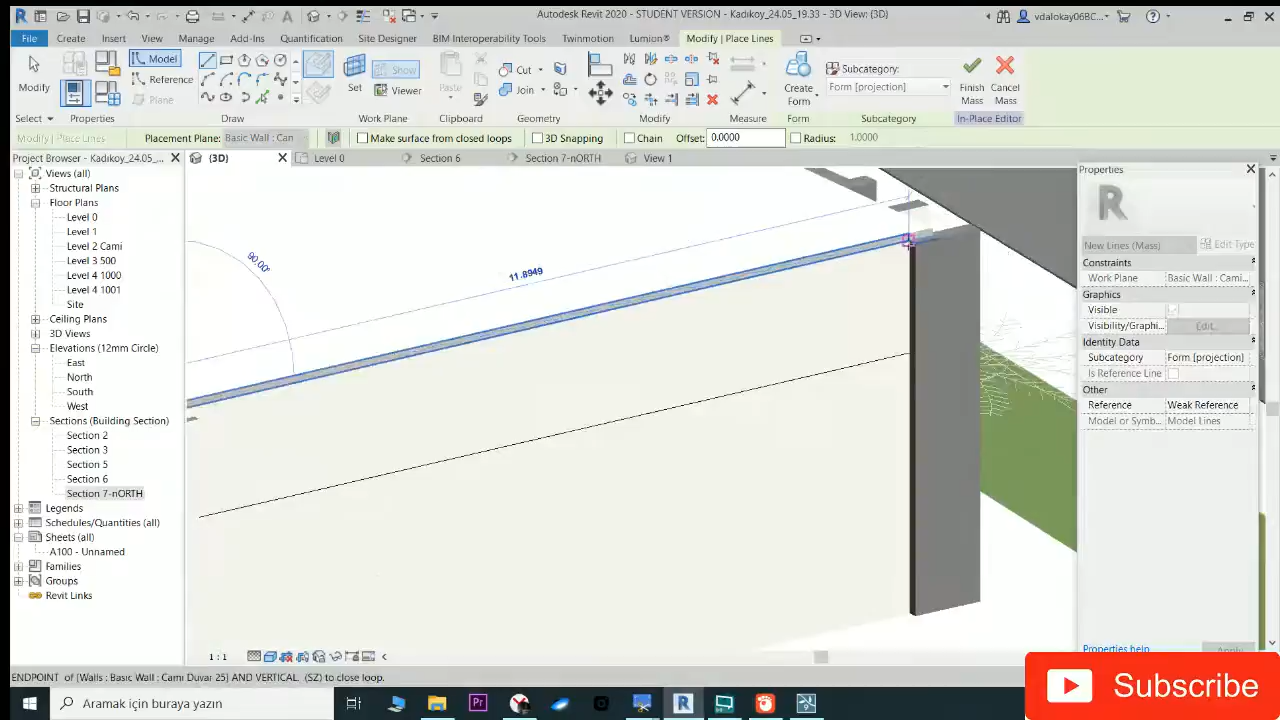 Autodesk Revit 2020 - STUDENT VERSION - Kadıköy_24.05_19.33 - 3D View: {3D}
vdalokay06BC...
File Create Insert View Manage Add-Ins Quantification Site Designer BIM Interoperability Tools Twinmotion Lumion® Modify | Place Lines
Model Show Cut Subcategory:
Reference Viewer Join Form [projection]
Plane
Modify Set Paste Create Form Finish Mass Cancel Mass
Select Properties Draw Work Plane Clipboard Geometry Modify Measure Form Subcategory In-Place Editor
Modify | Place Lines Placement Plane: Basic Wall : Can Make surface from closed loops 3D Snapping Chain Offset: 0.0000 Radius: 1.0000
Project Browser - Kadıkoy_24.05_... {3D} Level 0 Section 6 Section 7-nORTH View 1
Views (all)
Structural Plans
Floor Plans
Level 0
Level 1
Level 2 Cami
Level 3 500
Level 4 1000
Level 4 1001
Site
Ceiling Plans
3D Views
Elevations (12mm Circle)
East
North
South
West
Sections (Building Section)
Section 2
Section 3
Section 5
Section 6
Section 7-nORTH
Legends
Schedules/Quantities (all)
Sheets (all)
A100 - Unnamed
Families
Groups
Revit Links
90.00°
11.8949
Properties
R
New Lines (Mass) Edit Type
Constraints
Work Plane Basic Wall : Cami...
Graphics
Visible
Visibility/Graphi... Edit...
Identity Data
Subcategory Form [projection]
Is Reference Line
Other
Reference Weak Reference
Model or Symb... Model Lines
Properties help Apply
1 : 1
ENDPOINT of [Walls : Basic Wall : Cami Duvar 25] AND VERTICAL. (SZ) to close loop.
Subscribe
Aramak için buraya yazın